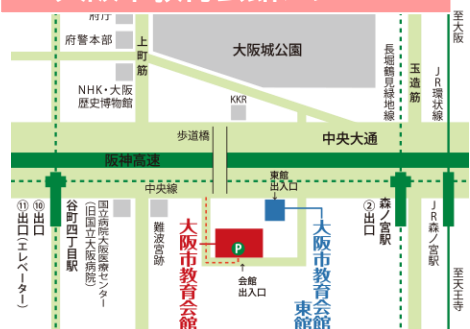 府庁
府警本部
上町筋
大阪城公園
至大阪
NHK・大阪
歴史博物館
KKR
長堀鶴見緑地線
玉造筋
JR環状線
歩道橋
中央大通
阪神高速
中央線
東館
出入口
⑪出口(エレベーター)
⑩出口
谷町四丁目駅
国立病院大阪医療センター
(旧国立大阪病院)
難波宮跡
大阪市教育会館
P
会館
出入口
大阪市教育会館
東館
②出口
森ノ宮駅
JR森ノ宮駅
至天王寺